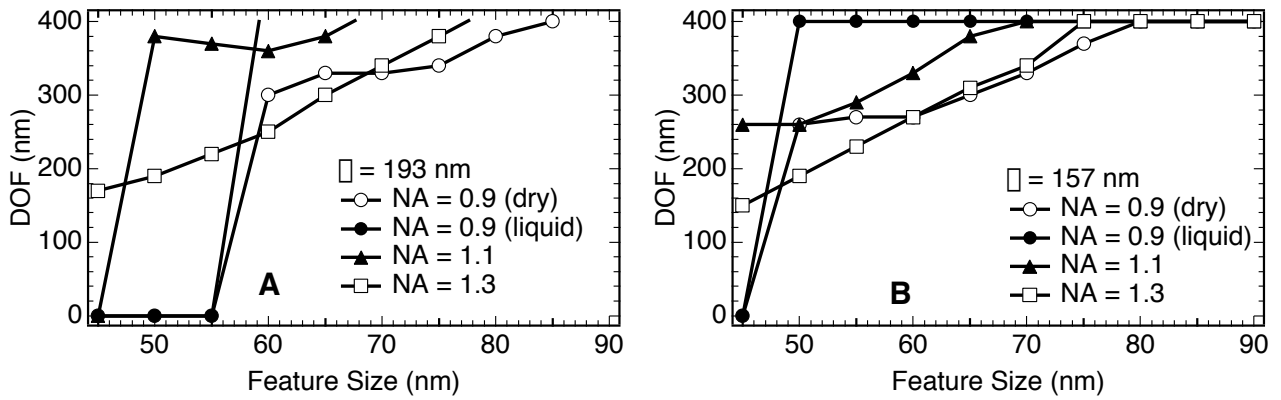 400
300
200
100
0
DOF (nm)
50 60 70 80 90
Feature Size (nm)
▯ = 193 nm
NA = 0.9 (dry)
NA = 0.9 (liquid)
NA = 1.1
NA = 1.3
A
400
300
200
100
0
DOF (nm)
50 60 70 80 90
Feature Size (nm)
▯ = 157 nm
NA = 0.9 (dry)
NA = 0.9 (liquid)
NA = 1.1
NA = 1.3
B